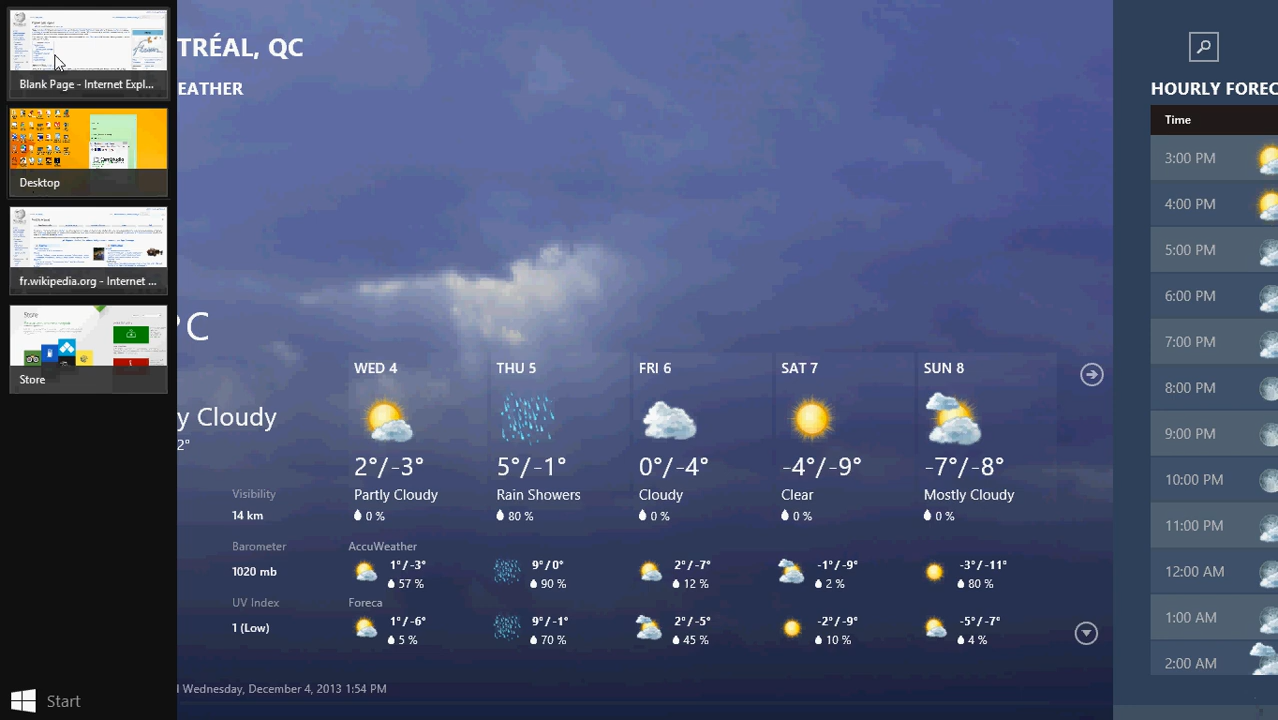 Blank Page - Internet Expl...
Desktop
fr.wikipedia.org - Internet ...
Store
Store
Start
TRÉAL, QC
EATHER
C
y Cloudy
2°
Visibility
14 km
Barometer
1020 mb
UV Index
1 (Low)
WED 4
2°/-3°
Partly Cloudy
0 %
THU 5
5°/-1°
Rain Showers
80 %
FRI 6
0°/-4°
Cloudy
0 %
SAT 7
-4°/-9°
Clear
0 %
SUN 8
-7°/-8°
Mostly Cloudy
0 %
AccuWeather
1°/-3°
57 %
9°/0°
90 %
2°/-7°
12 %
-1°/-9°
2 %
-3°/-11°
80 %
Foreca
1°/-6°
5 %
9°/-1°
70 %
2°/-5°
45 %
-2°/-9°
10 %
-5°/-7°
4 %
Wednesday, December 4, 2013 1:54 PM
HOURLY FOREC
Time
3:00 PM
4:00 PM
5:00 PM
6:00 PM
7:00 PM
8:00 PM
9:00 PM
10:00 PM
11:00 PM
12:00 AM
1:00 AM
2:00 AM